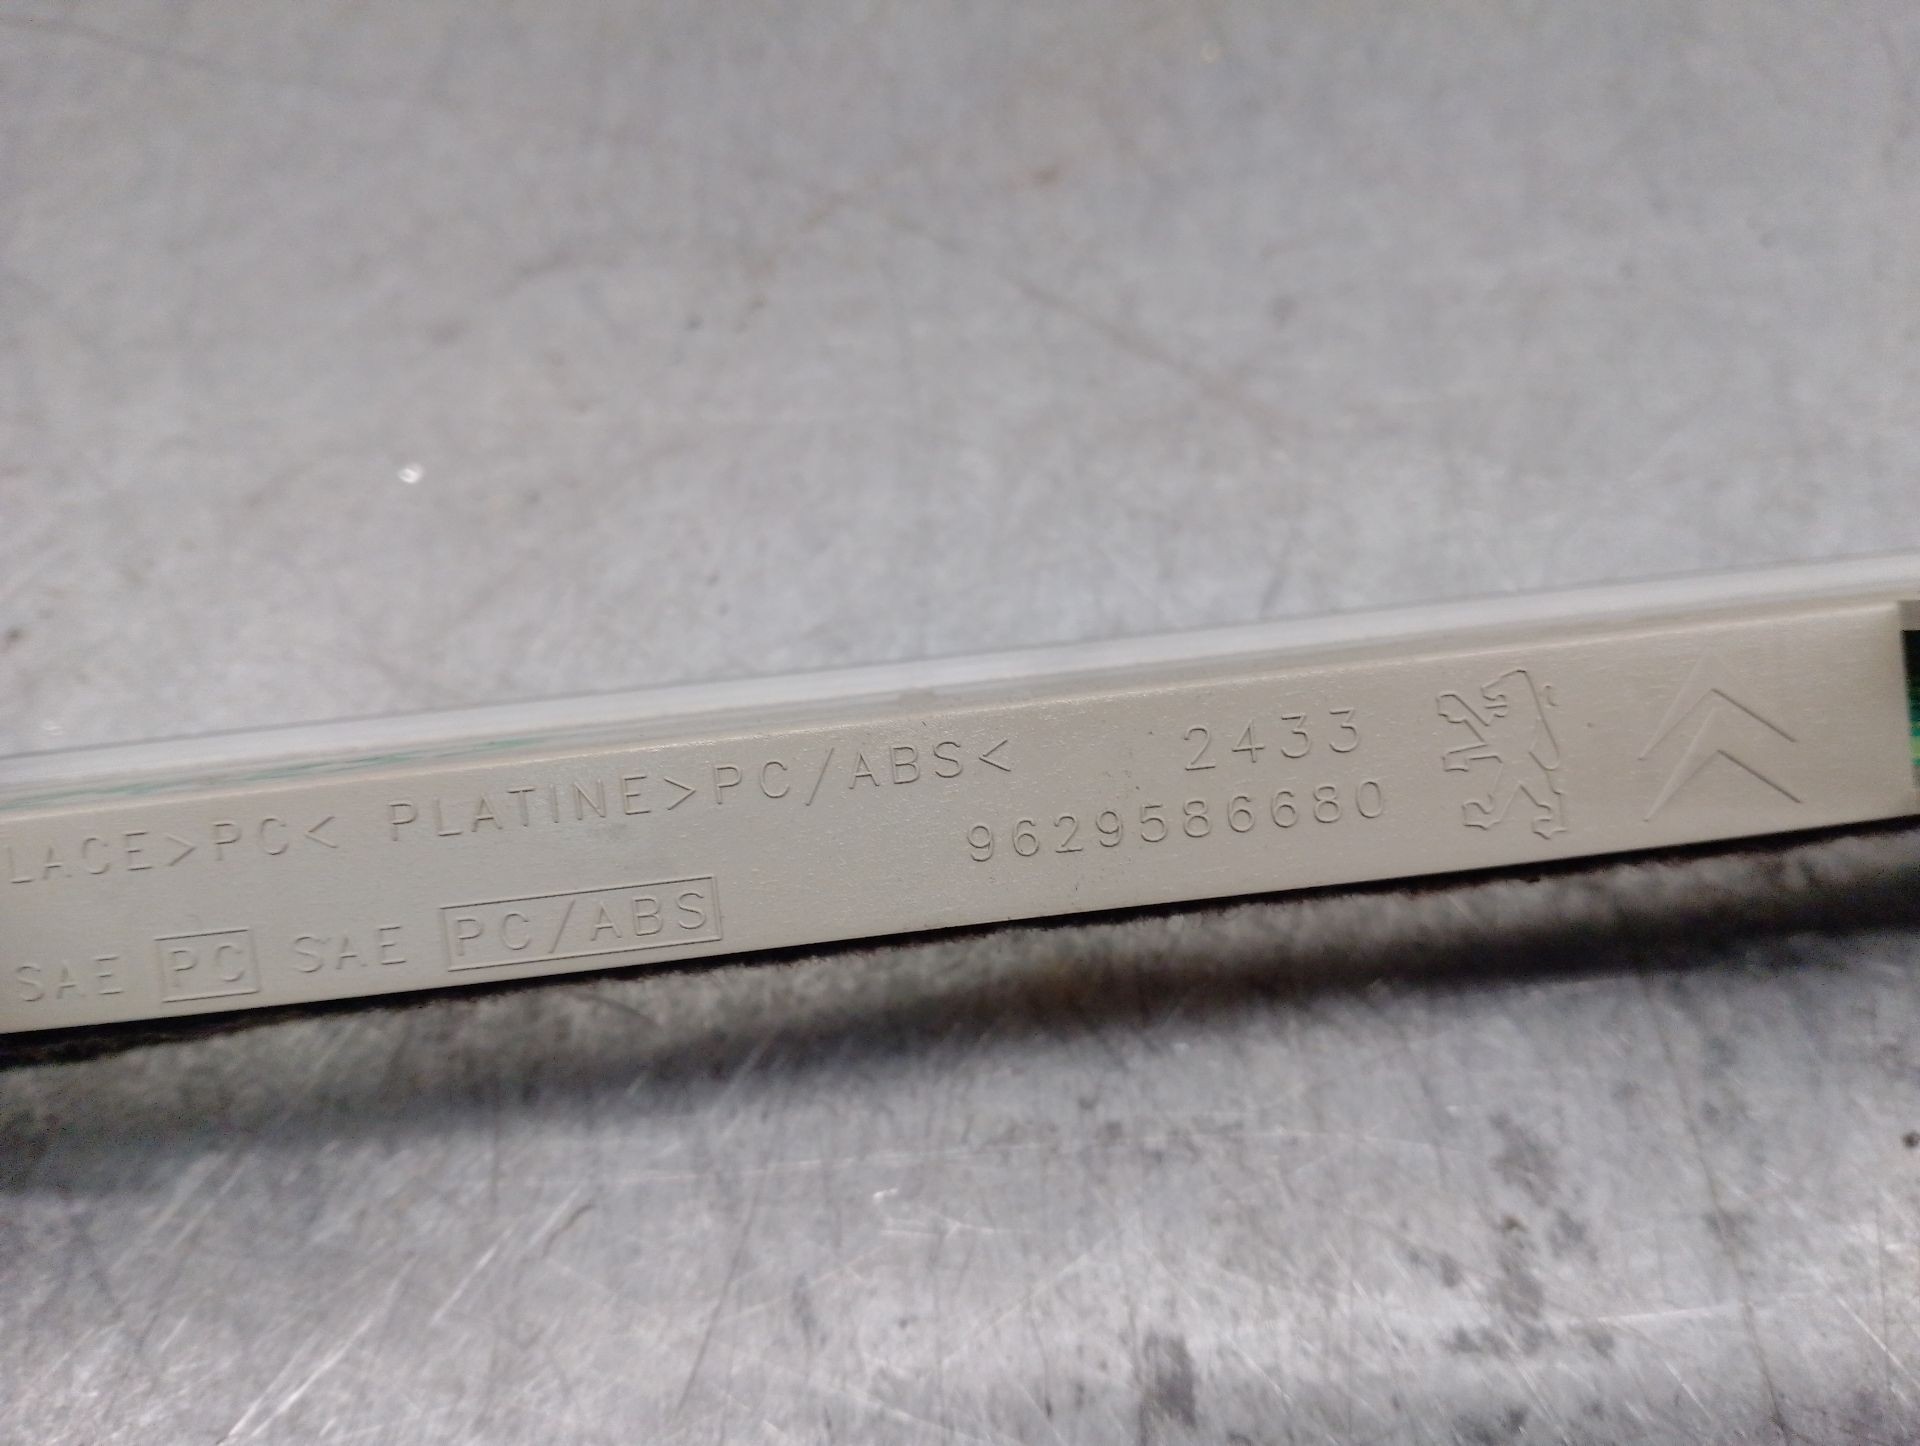 LACE>PC< PLATINE>PC/ABS< 2433
9629586680
SAE PC SAE PC/ABS